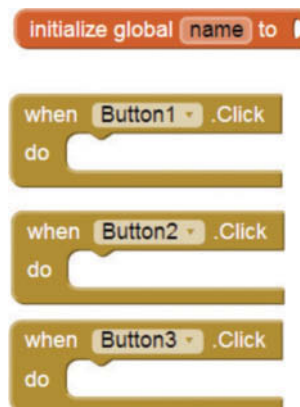 initialize global name to
when Button1 .Click
do
when Button2 .Click
do
when Button3 .Click
do